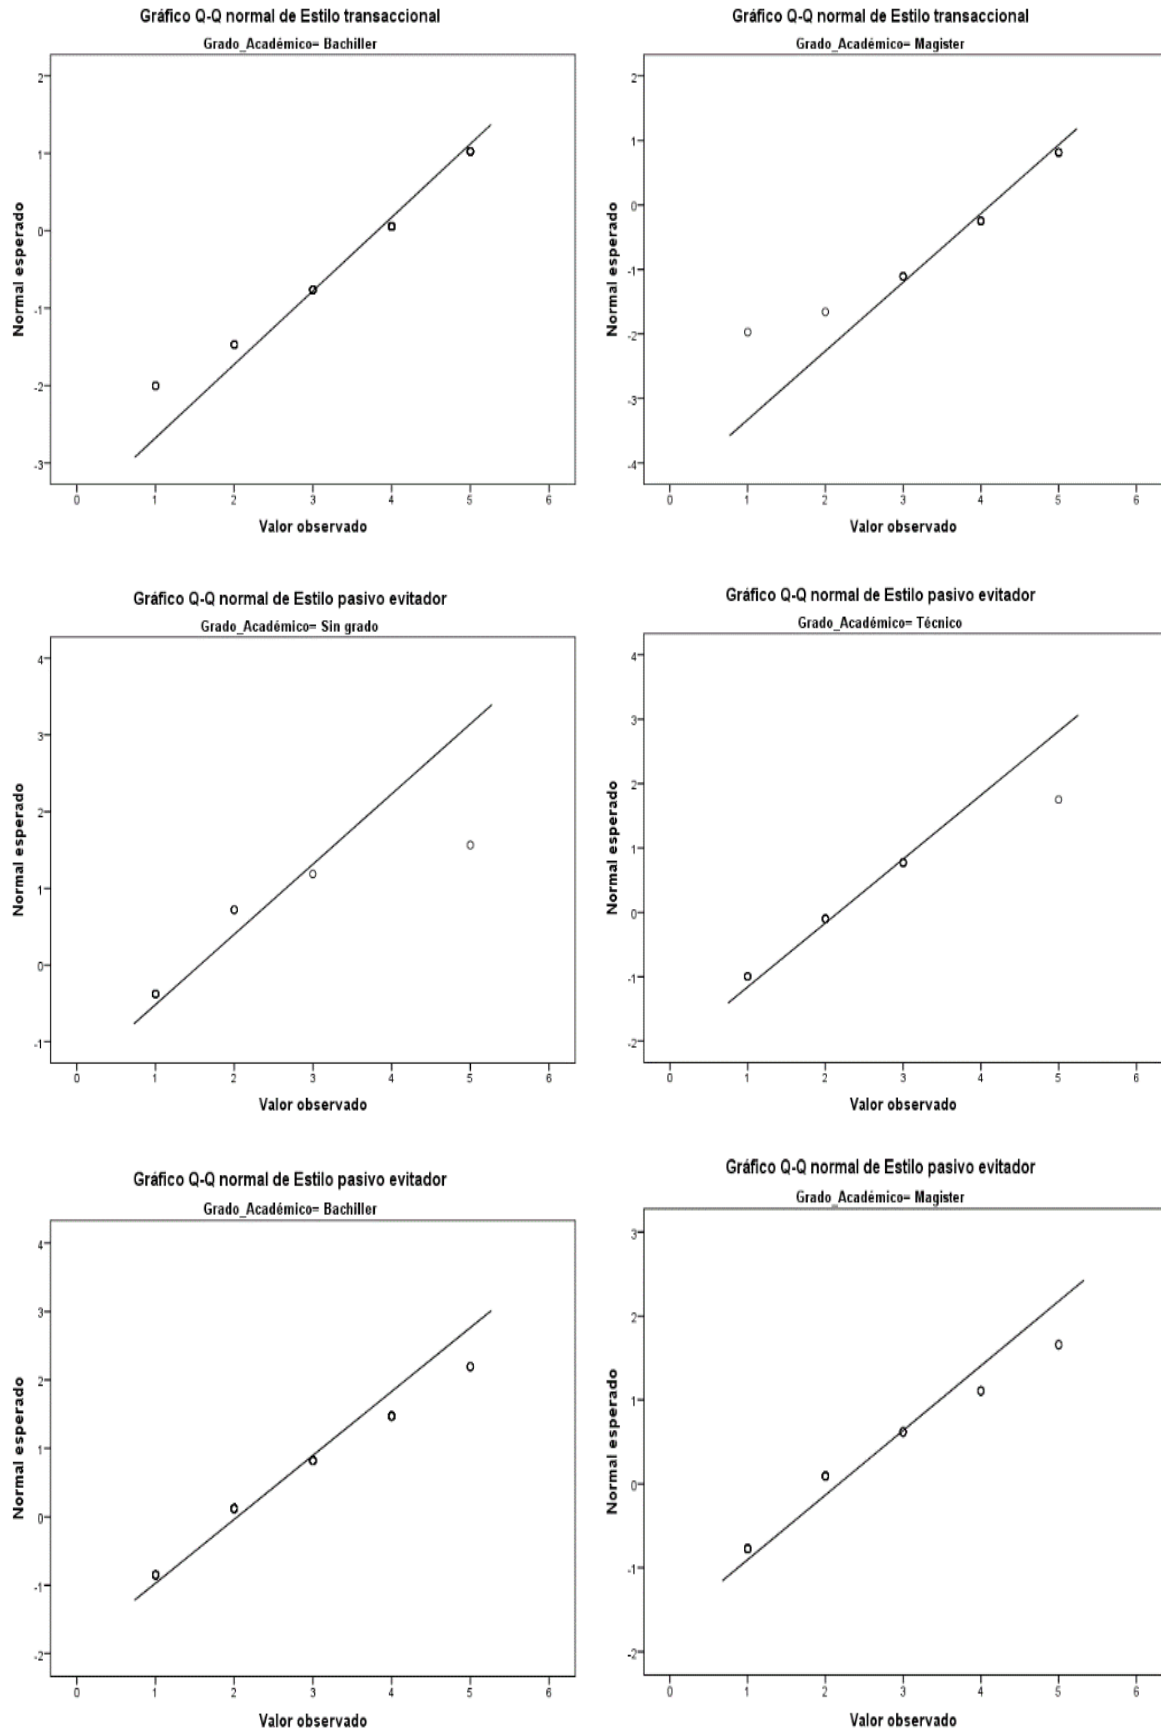 Gráfico Q-Q normal de Estilo transaccional
Grado_Académico= Bachiller
Normal esperado
2
1
0
-1
-2
-3
0 1 2 3 4 5 6
Valor observado
Gráfico Q-Q normal de Estilo transaccional
Grado_Académico= Magister
Normal esperado
2
1
0
-1
-2
-3
-4
0 1 2 3 4 5 6
Valor observado
Gráfico Q-Q normal de Estilo pasivo evitador
Grado_Académico= Sin grado
Normal esperado
4
3
2
1
0
-1
0 1 2 3 4 5 6
Valor observado
Gráfico Q-Q normal de Estilo pasivo evitador
Grado_Académico= Técnico
Normal esperado
4
3
2
1
0
-1
-2
0 1 2 3 4 5 6
Valor observado
Gráfico Q-Q normal de Estilo pasivo evitador
Grado_Académico= Bachiller
Normal esperado
4
3
2
1
0
-1
-2
0 1 2 3 4 5 6
Valor observado
Gráfico Q-Q normal de Estilo pasivo evitador
Grado_Académico= Magister
Normal esperado
3
2
1
0
-1
-2
0 1 2 3 4 5 6
Valor observado